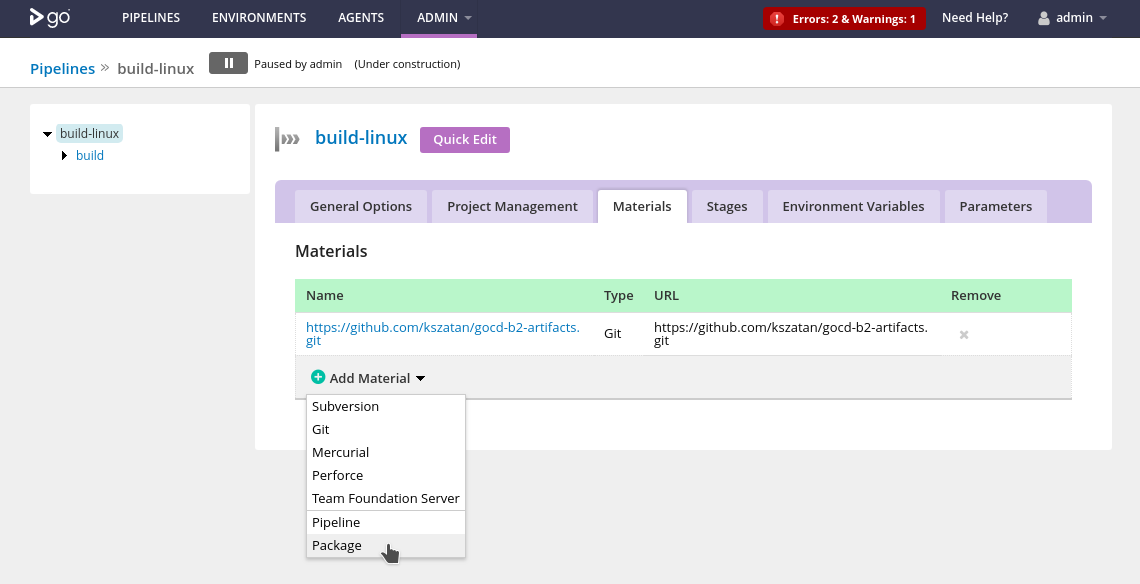 go PIPELINES ENVIRONMENTS AGENTS ADMIN Errors: 2 & Warnings: 1 Need Help? admin
Pipelines » build-linux Paused by admin (Under construction)
build-linux
build
build-linux Quick Edit
General Options Project Management Materials Stages Environment Variables Parameters
Materials
Name Type URL Remove
https://github.com/kszatan/gocd-b2-artifacts. Git https://github.com/kszatan/gocd-b2-artifacts.
git git
Add Material
Subversion
Git
Mercurial
Perforce
Team Foundation Server
Pipeline
Package